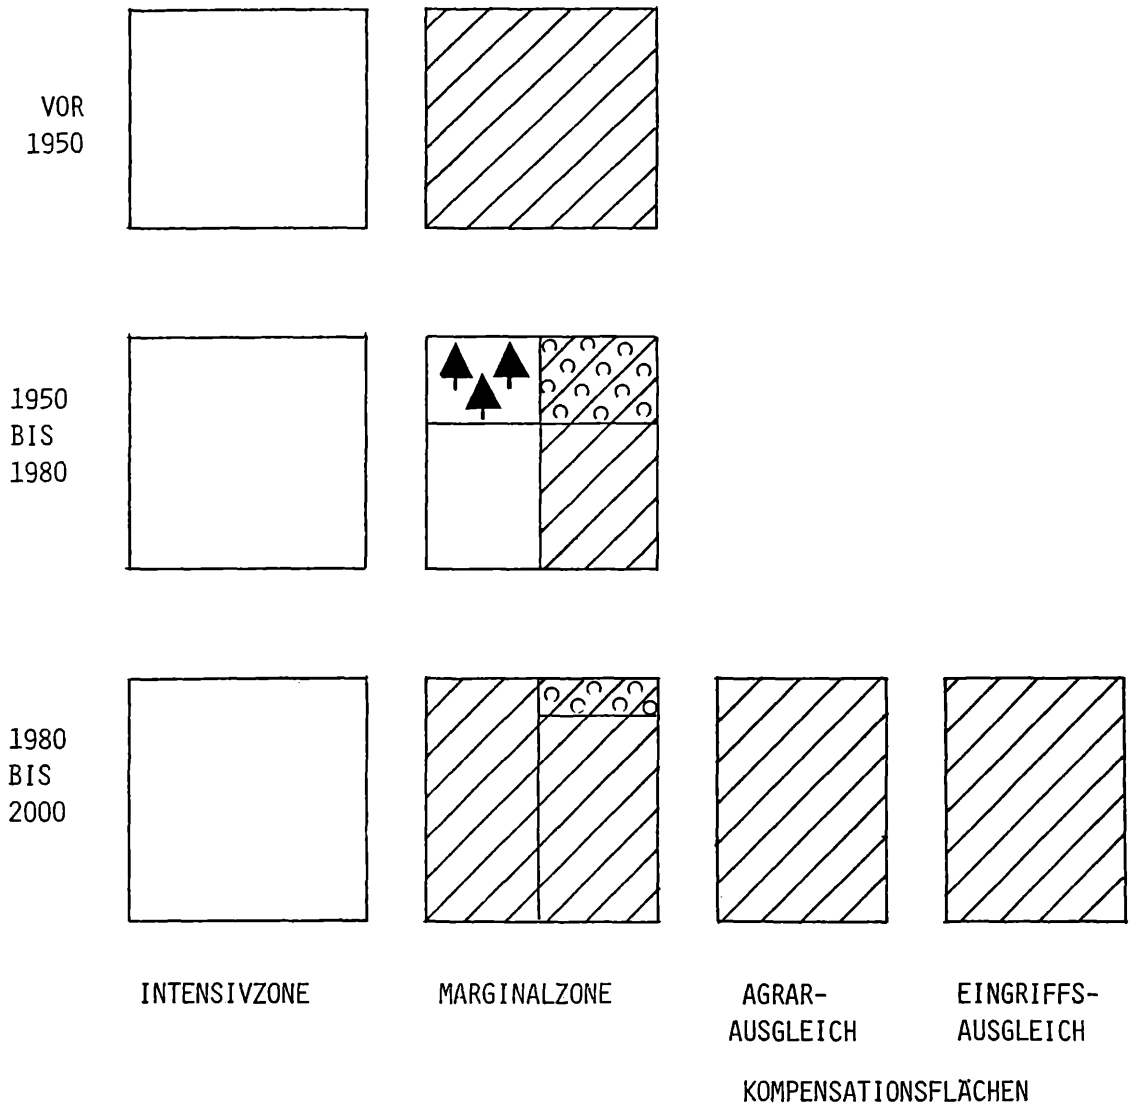 VOR
1950
1950
BIS
1980
1980
BIS
2000
INTENSIVZONE
MARGINALZONE
AGRAR-
AUSGLEICH
EINGRIFFS-
AUSGLEICH
KOMPENSATIONSFLÄCHEN